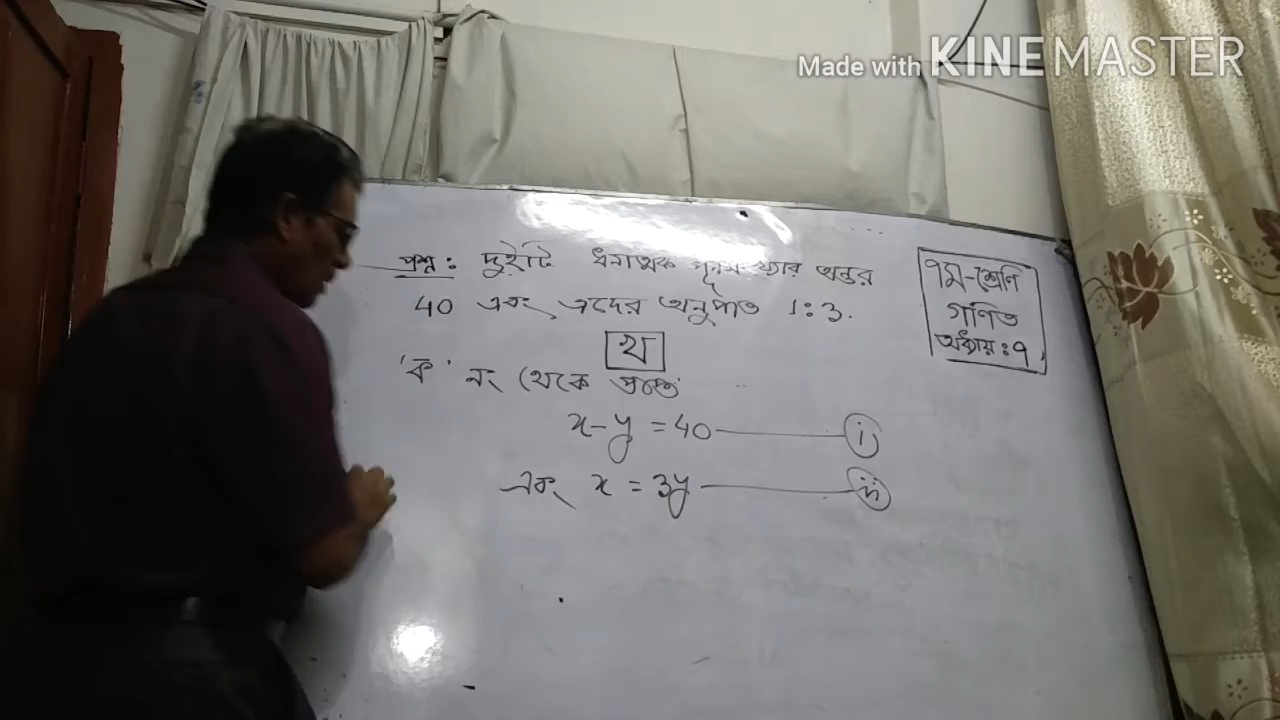 Made with KINEMASTER
প্রশ্ন : দুইটি ধনাত্মক পূর্ণসংখ্যার অন্তর
40 এবং এদের অনুপাত 1:3.
৭ম-শ্রেণি
গণিত
অধ্যায় : ৭
খ
'ক' নং থেকে প্রাপ্ত
x-y = 40 i
এবং x = 3y ii